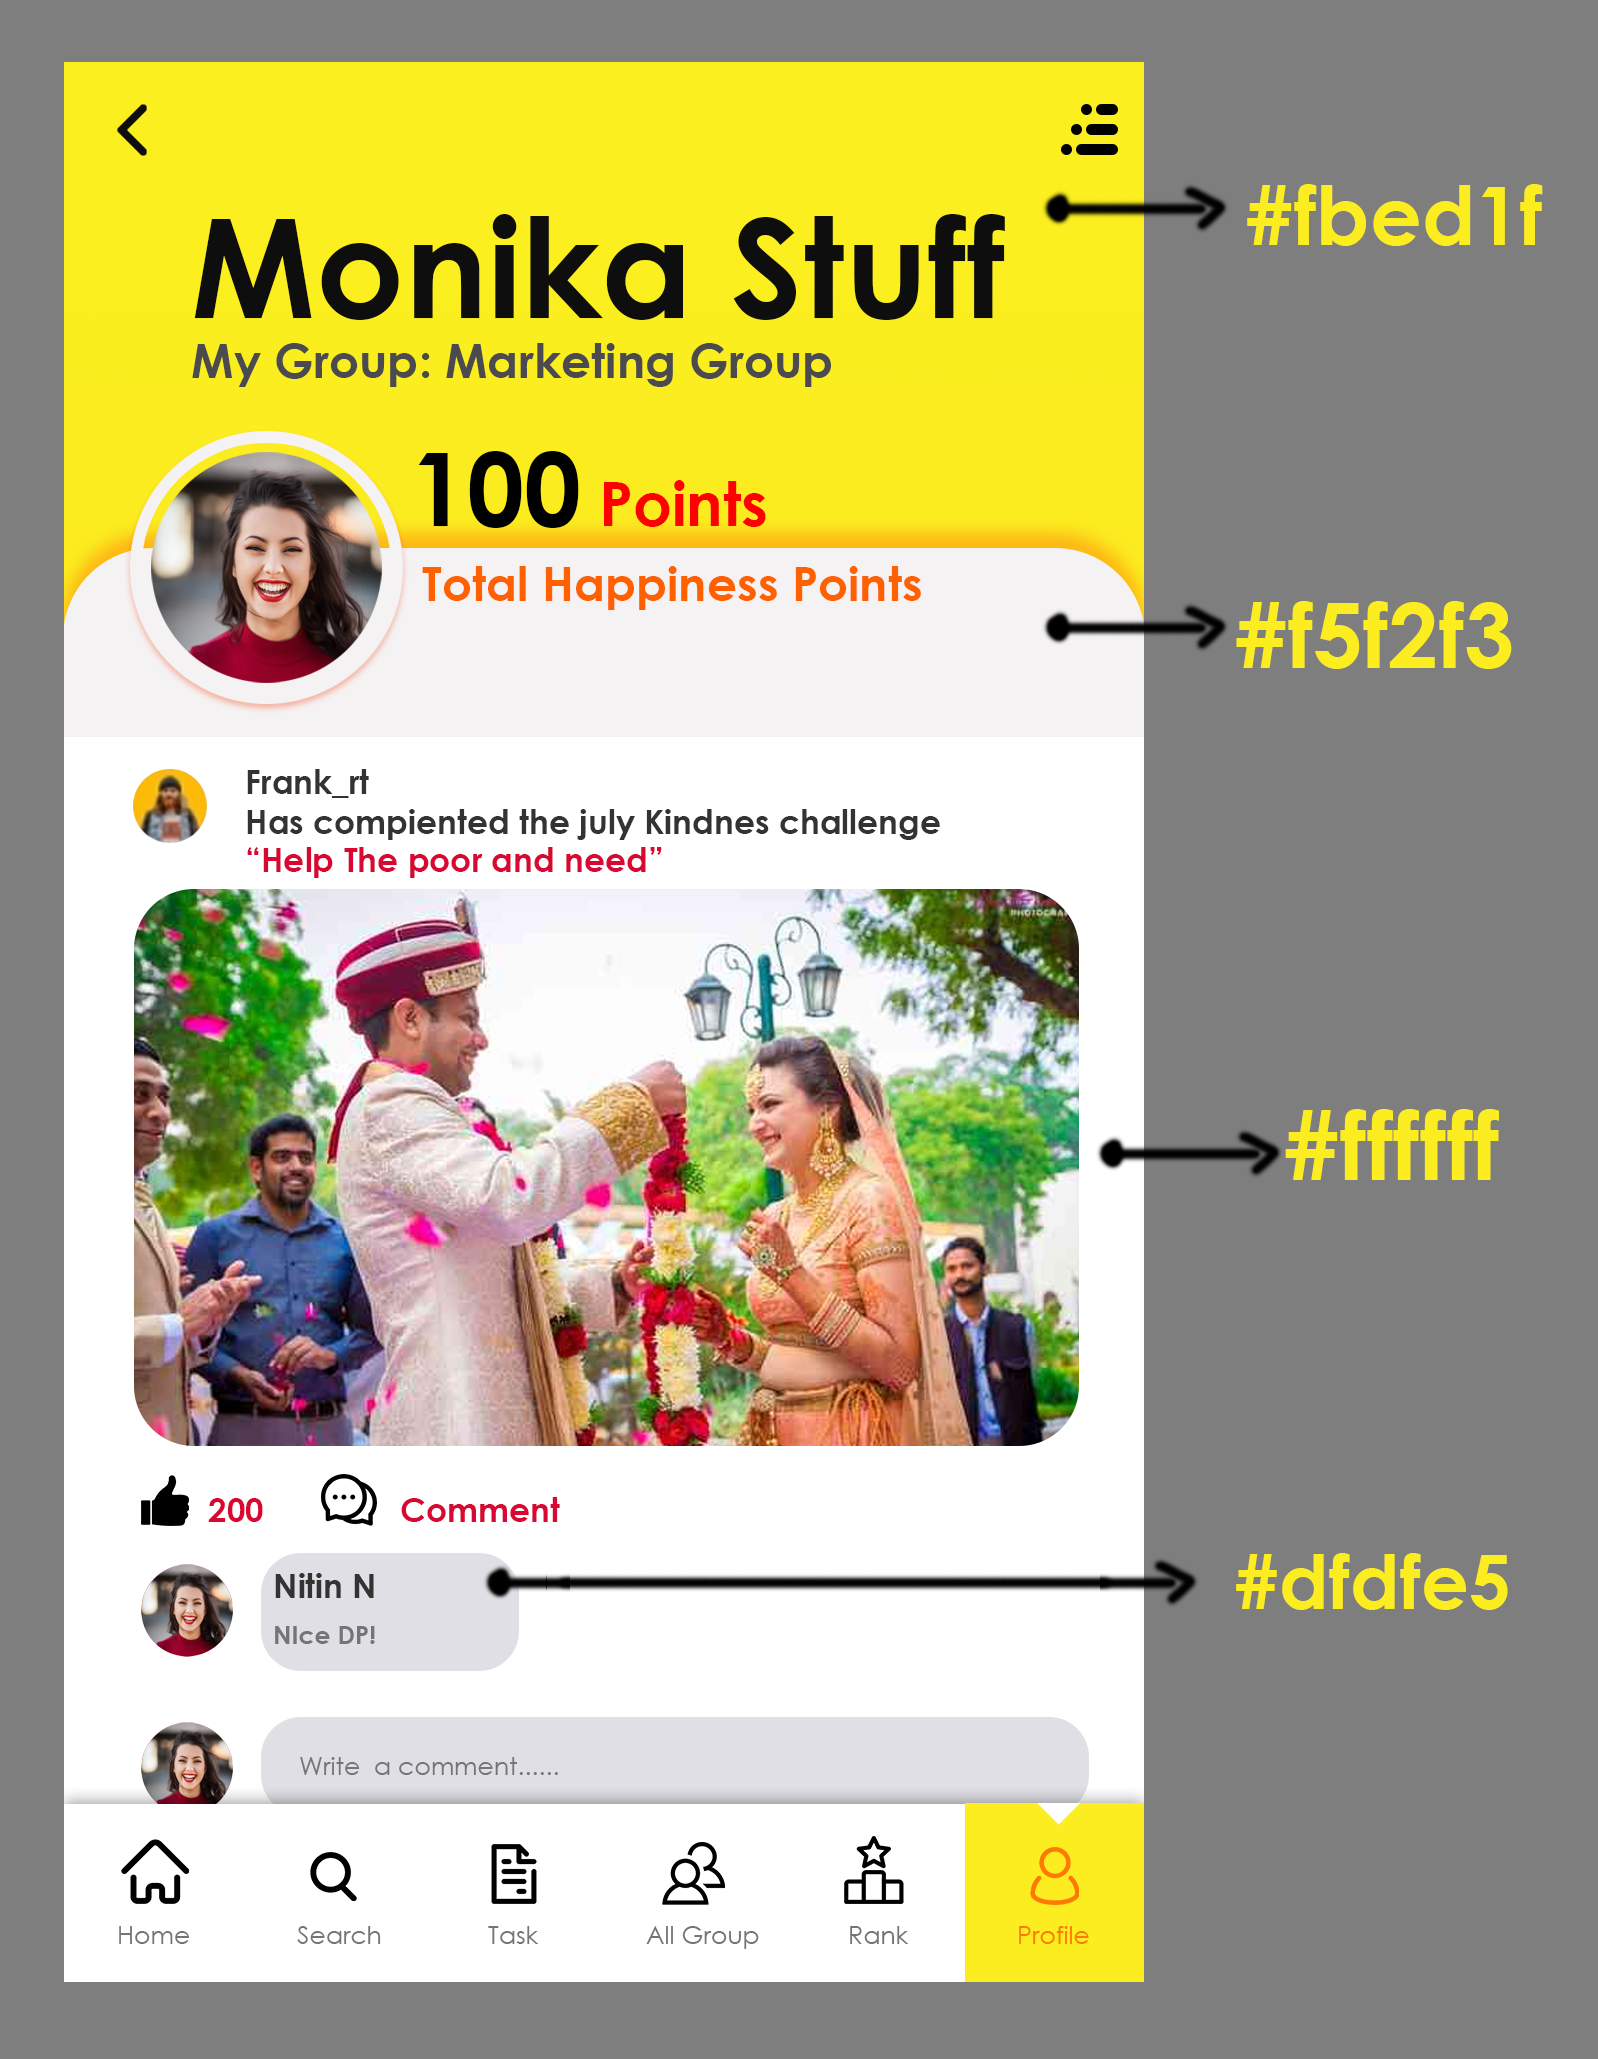 #fbed1f
Monika Stuff
My Group: Marketing Group
100 Points
Total Happiness Points
#f5f2f3
Frank_rt
Has compiented the july Kindnes challenge
“Help The poor and need”
#ffffff
200 Comment
Nitin N
NIce DP!
#dfdfe5
Write a comment......
Home Search Task All Group Rank Profile